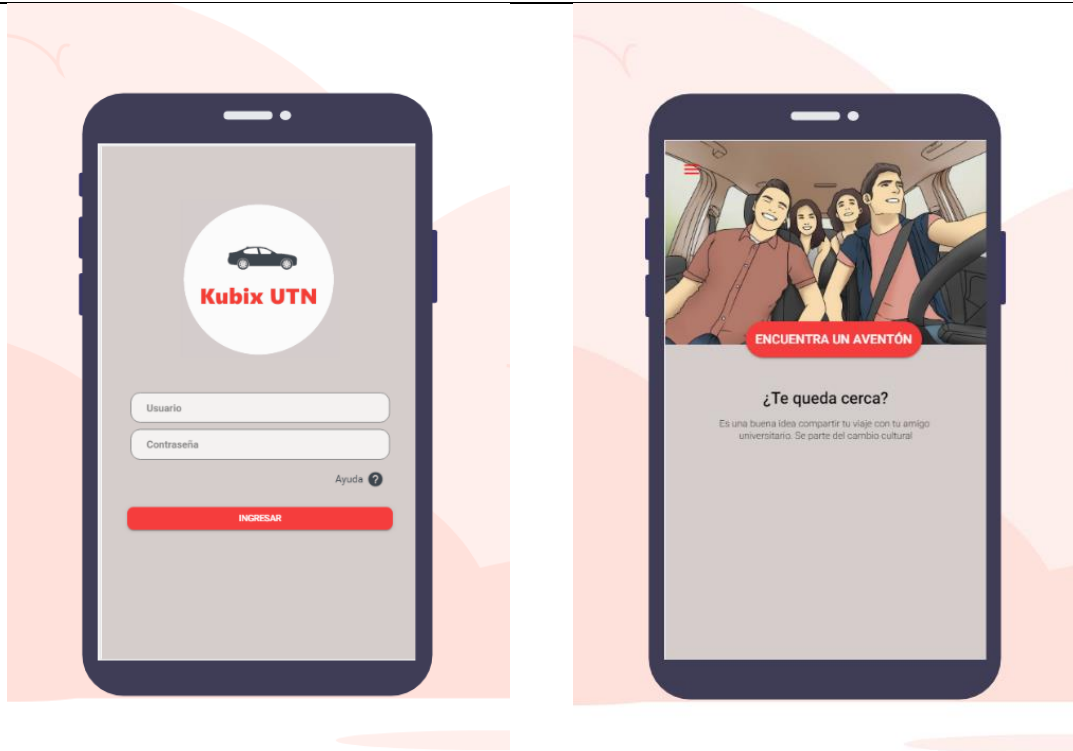 Kubix UTN
Usuario
Contraseña
Ayuda ?
INGRESAR
ENCUENTRA UN AVENTÓN
¿Te queda cerca?
Es una buena idea compartir tu viaje con tu amigo
universitario. Se parte del cambio cultural